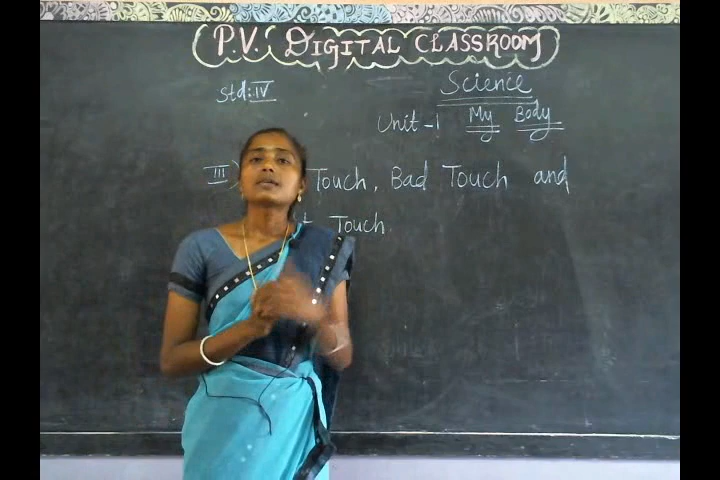 P.V. DIGITAL CLASSROOM
Std: IV
Science
Unit - 1 My Body
III) Touch, Bad Touch and
t Touch.